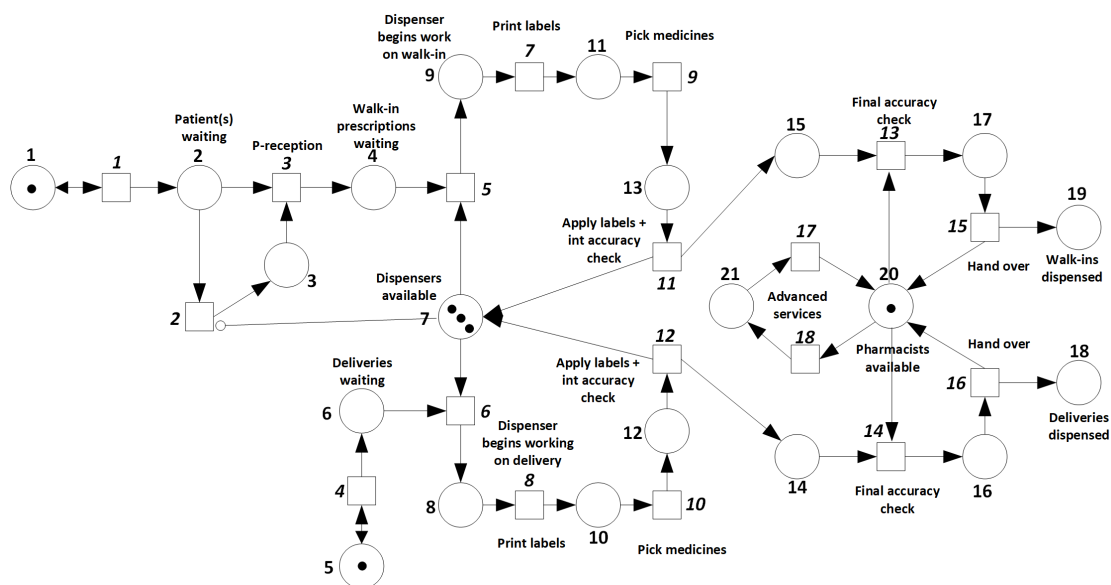 Dispenser
begins work
on walk-in
Print labels
7
11
Pick medicines
9
9
Patient(s)
waiting
Walk-in
prescriptions
waiting
P-reception
1
1
2
3
4
5
3
2
13
Apply labels +
int accuracy
check
11
Dispensers
available
7
15
Final accuracy
check
13
17
19
15
Walk-ins
dispensed
Hand over
17
21
Advanced
services
20
18
Pharmacists
available
Hand over
18
16
Deliveries
dispensed
12
Apply labels +
int accuracy
check
Deliveries
waiting
6
6
Dispenser
begins working
on delivery
12
14
14
16
Final accuracy
check
4
8
8
10
10
Print labels
Pick medicines
5